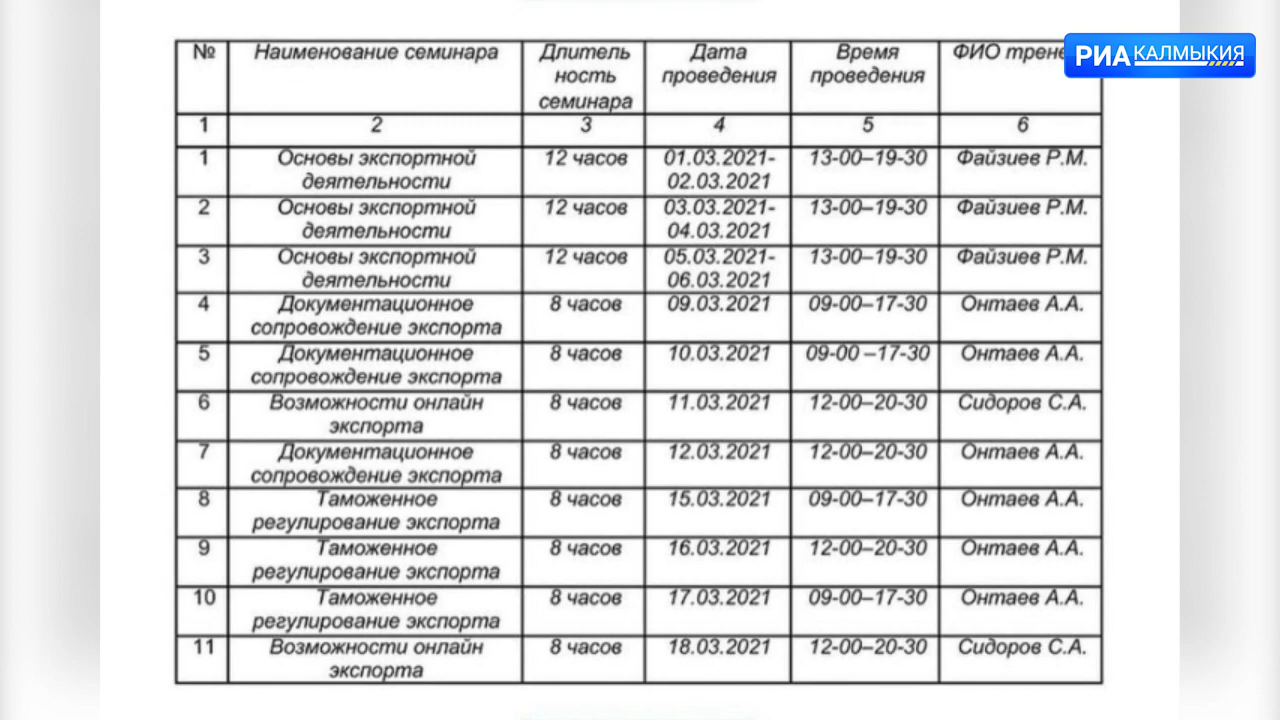 РИА КАЛМЫКИЯ
№ Наименование семинара Длитель Дата Время ФИО
ность проведения проведения
семинара
1 2 3 4 5 6
1 Основы экспортной 12 часов 01.03.2021- 13-00–19-30 Файзиев Р.М.
деятельности 02.03.2021
2 Основы экспортной 12 часов 03.03.2021- 13-00–19-30 Файзиев Р.М.
деятельности 04.03.2021
3 Основы экспортной 12 часов 05.03.2021- 13-00–19-30 Файзиев Р.М.
деятельности 06.03.2021
4 Документационное 8 часов 09.03.2021 09-00–17-30 Онтаев А.А.
сопровождение экспорта
5 Документационное 8 часов 10.03.2021 09-00 –17-30 Онтаев А.А.
сопровождение экспорта
6 Возможности онлайн 8 часов 11.03.2021 12-00–20-30 Сидоров С.А.
экспорта
7 Документационное 8 часов 12.03.2021 12-00–20-30 Онтаев А.А.
сопровождение экспорта
8 Таможенное 8 часов 15.03.2021 09-00–17-30 Онтаев А.А.
регулирование экспорта
9 Таможенное 8 часов 16.03.2021 12-00–20-30 Онтаев А.А.
регулирование экспорта
10 Таможенное 8 часов 17.03.2021 09-00–17-30 Онтаев А.А.
регулирование экспорта
11 Возможности онлайн 8 часов 18.03.2021 12-00–20-30 Сидоров С.А.
экспорта